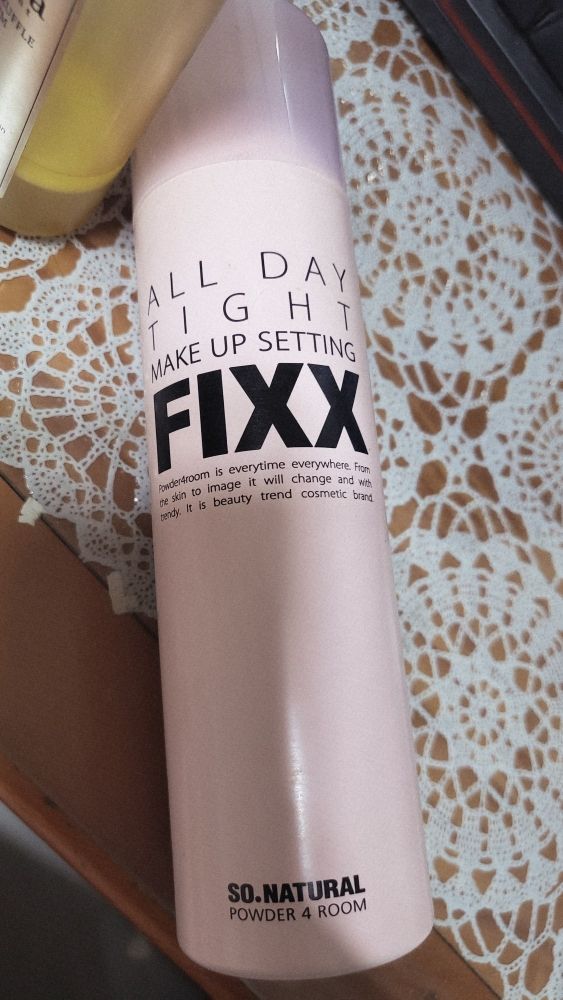 a
UFFLE
ALL DAY
TIGHT
MAKE UP SETTING
FIXX
Powder4room is everytime everywhere. From
the skin to image it will change and with
trendy. It is beauty trend cosmetic brand.
SO.NATURAL
POWDER 4 ROOM